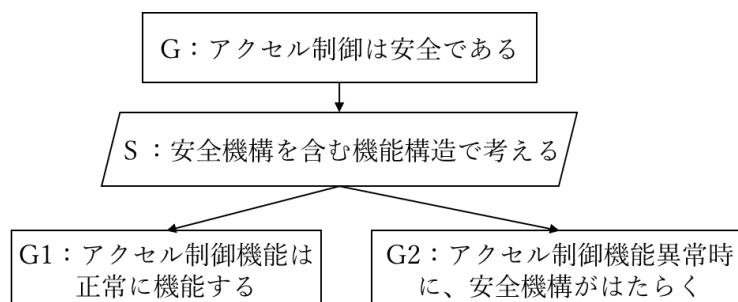 G：アクセル制御は安全である
S：安全機構を含む機能構造で考える
G1：アクセル制御機能は
正常に機能する
G2：アクセル制御機能異常時
に、安全機構がはたらく